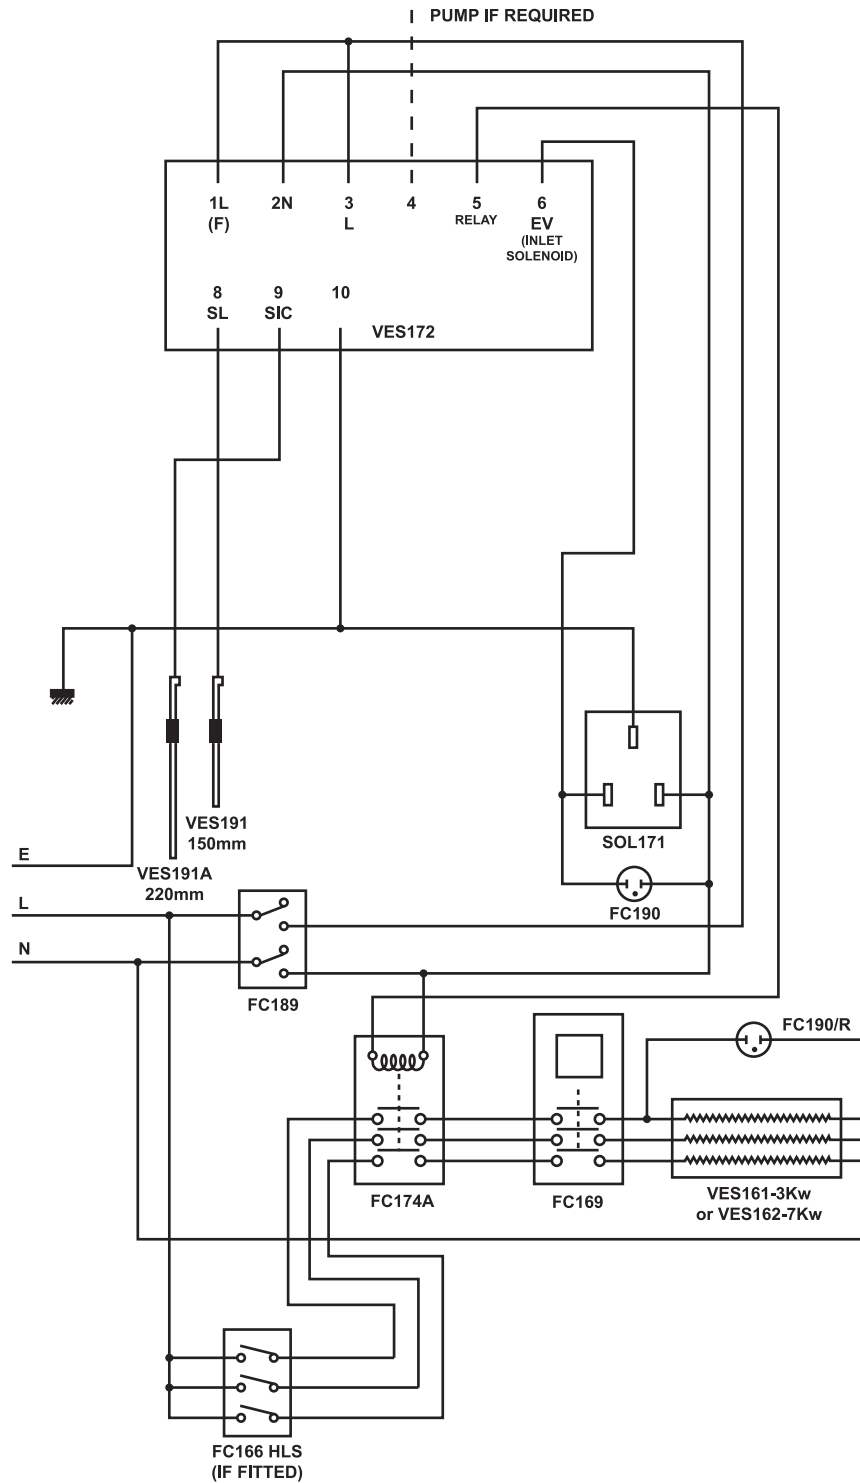 PUMP IF REQUIRED
1L
(F)
2N
3
L
4
5
RELAY
6
EV
(INLET
SOLENOID)
8
SL
9
SIC
10
VES172
VES191
150mm
VES191A
220mm
E
L
N
FC189
SOL171
FC190
FC190/R
FC174A
FC169
VES161-3Kw
or VES162-7Kw
FC166 HLS
(IF FITTED)